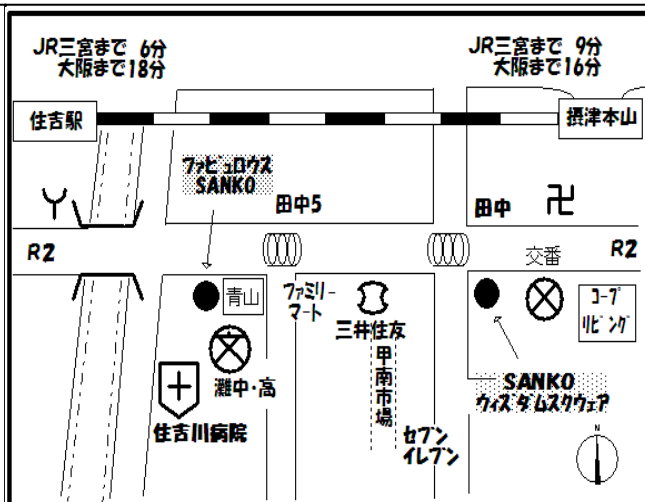 JR三宮まで 6分
大阪まで18分
JR三宮まで 9分
大阪まで16分
住吉駅
摂津本山
ファビュロウス
SANKO
田中5
田中
卍
R2
交番
R2
青山
ファミリー
マート
三井住友
コープ
リビング
灘中・高
甲南市場
SANKO
ウィズダムスクウェア
住吉川病院
セブン
イレブン
N